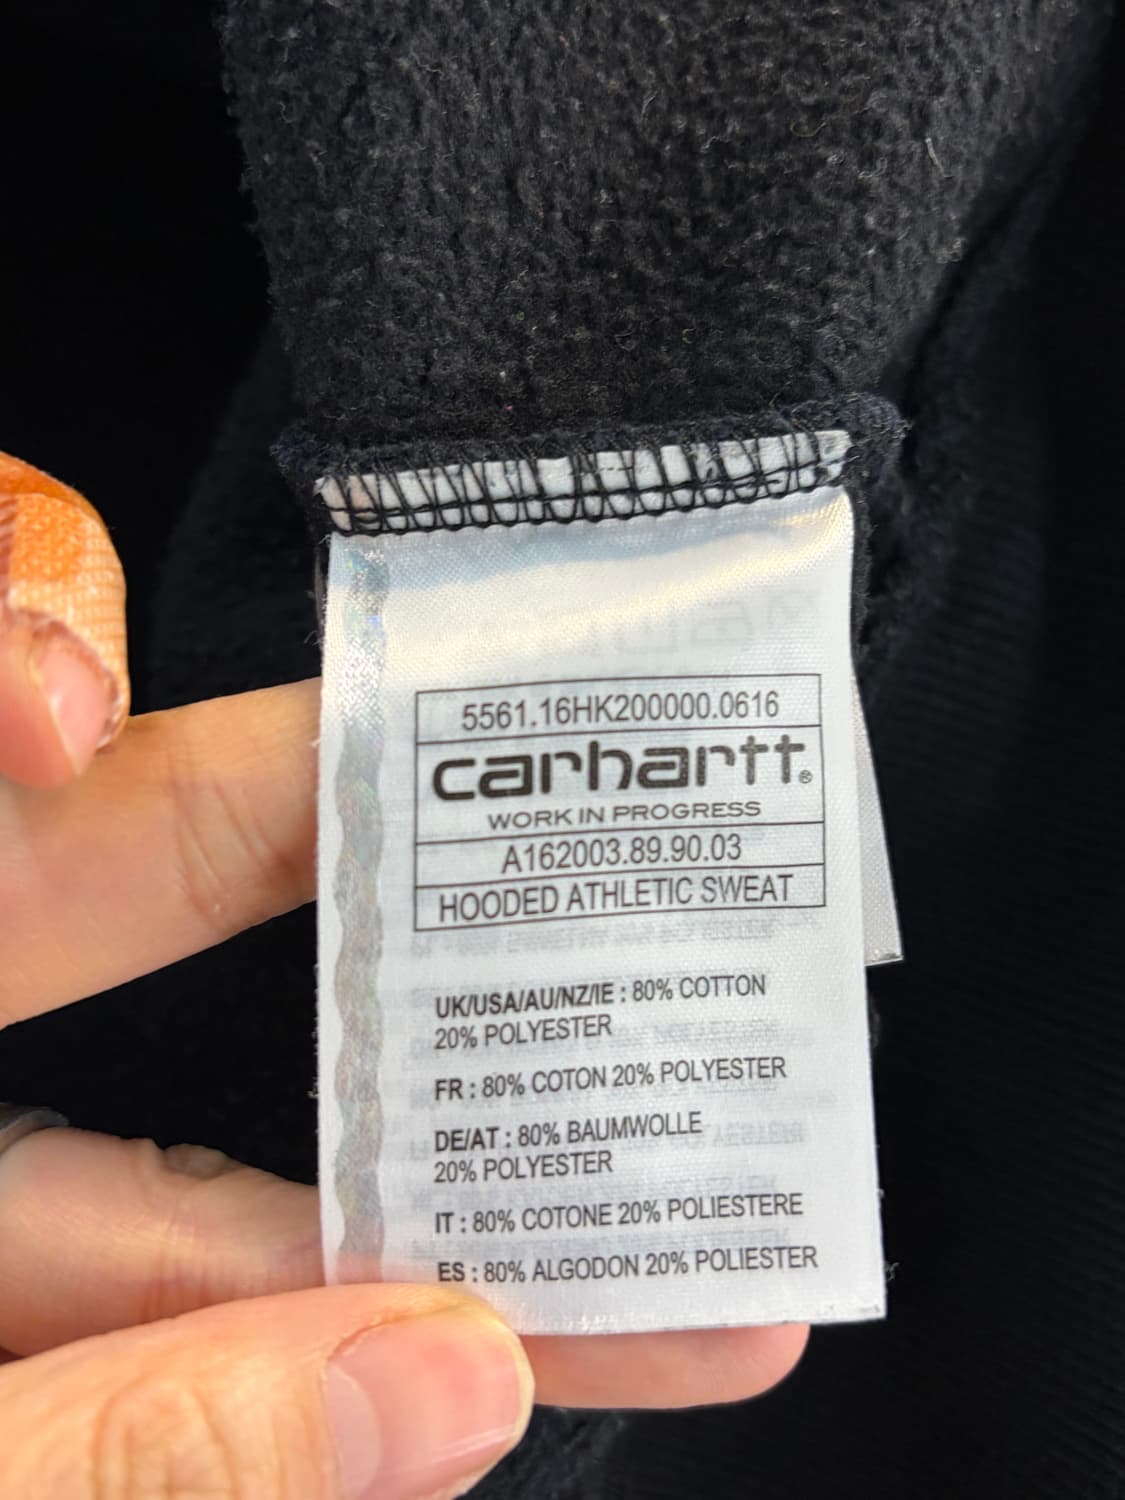 5561.16HK200000.0616
carhartt®
WORK IN PROGRESS
A162003.89.90.03
HOODED ATHLETIC SWEAT
UK/USA/AU/NZ/IE : 80% COTTON
20% POLYESTER
FR : 80% COTON 20% POLYESTER
DE/AT : 80% BAUMWOLLE
20% POLYESTER
IT : 80% COTONE 20% POLIESTERE
ES : 80% ALGODON 20% POLIESTER